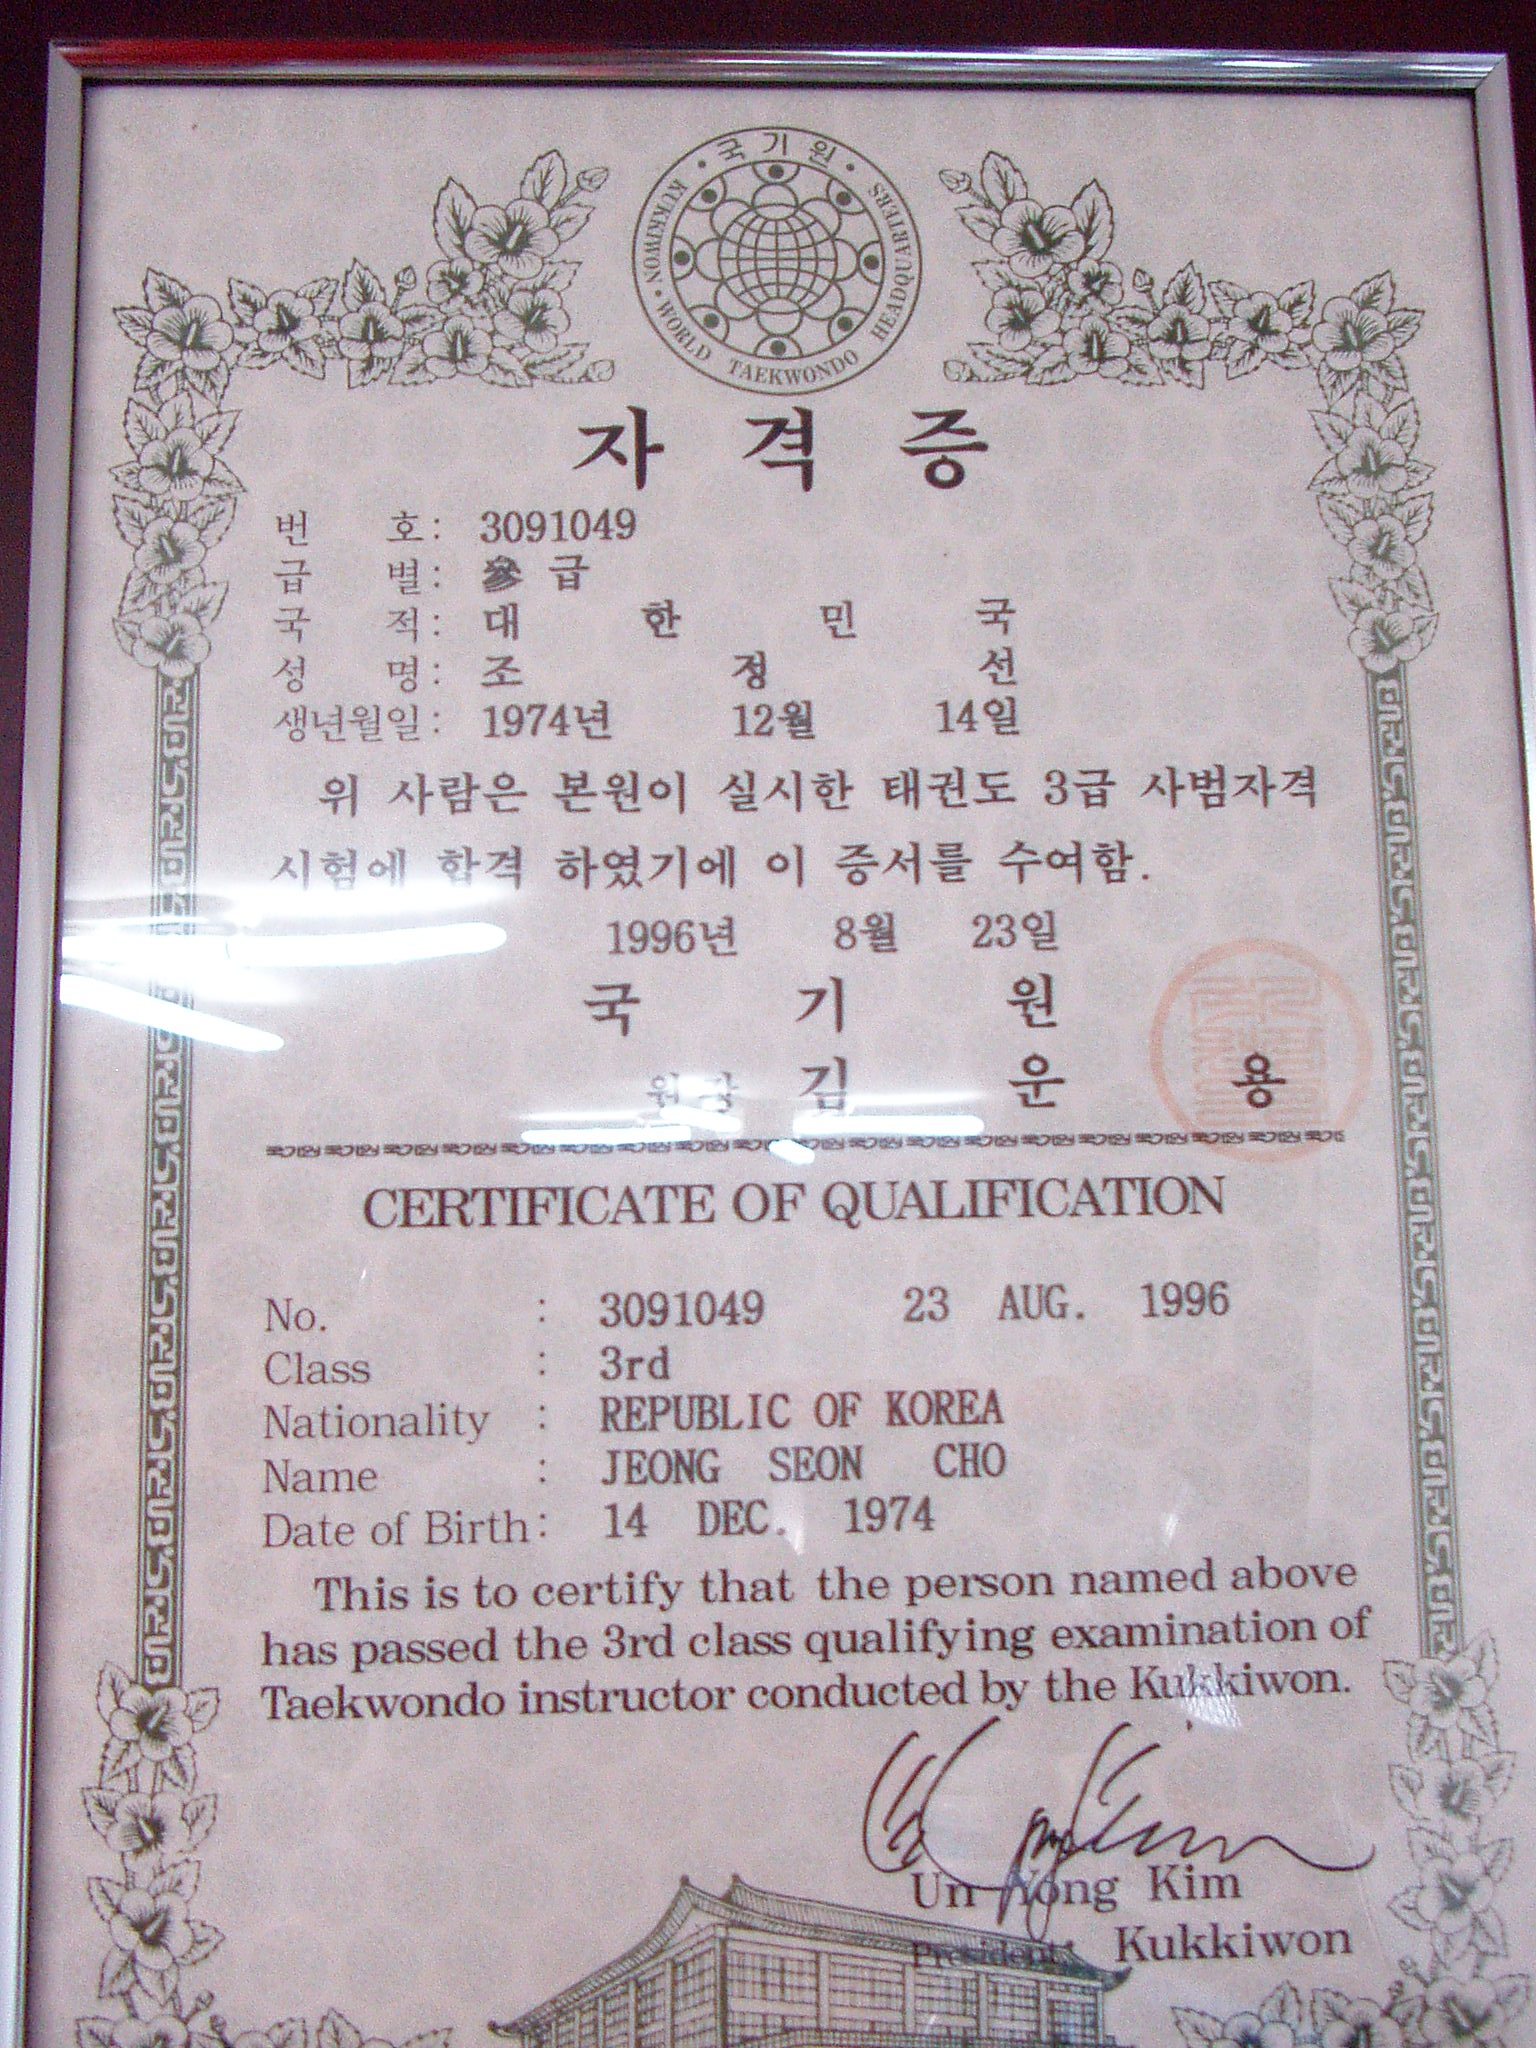 국기원
KUKKIWON · WORLD TAEKWONDO HEADQUARTERS
자 격 증
번 호: 3091049
급 별: 參 급
국 적: 대 한 민 국
성 명: 조 정 선
생년월일: 1974년 12월 14일
위 사람은 본원이 실시한 태권도 3급 사범자격
시험에 합격 하였기에 이 증서를 수여함.
1996년 8월 23일
국 기 원
원장 김 운 용
CERTIFICATE OF QUALIFICATION
No. : 3091049 23 AUG. 1996
Class : 3rd
Nationality : REPUBLIC OF KOREA
Name : JEONG SEON CHO
Date of Birth : 14 DEC. 1974
This is to certify that the person named above
has passed the 3rd class qualifying examination of
Taekwondo instructor conducted by the Kukkiwon.
Un Yong Kim
President, Kukkiwon